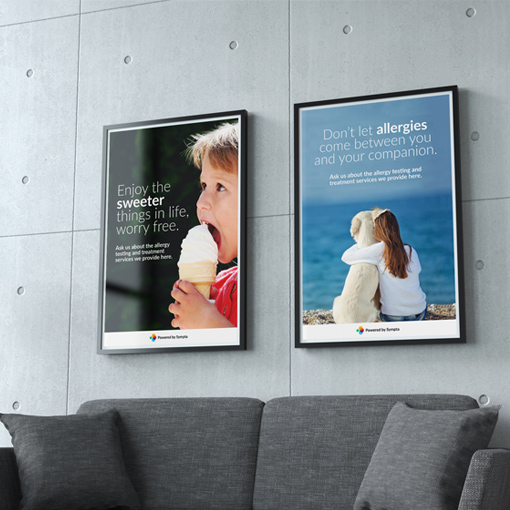 Enjoy the
sweeter
things in life,
worry free.
Ask us about the allergy
testing and treatment
services we provide here.
Powered by Sympta
Don't let allergies
come between you
and your companion.
Ask us about the allergy testing and
treatment services we provide here.
Powered by Sympta